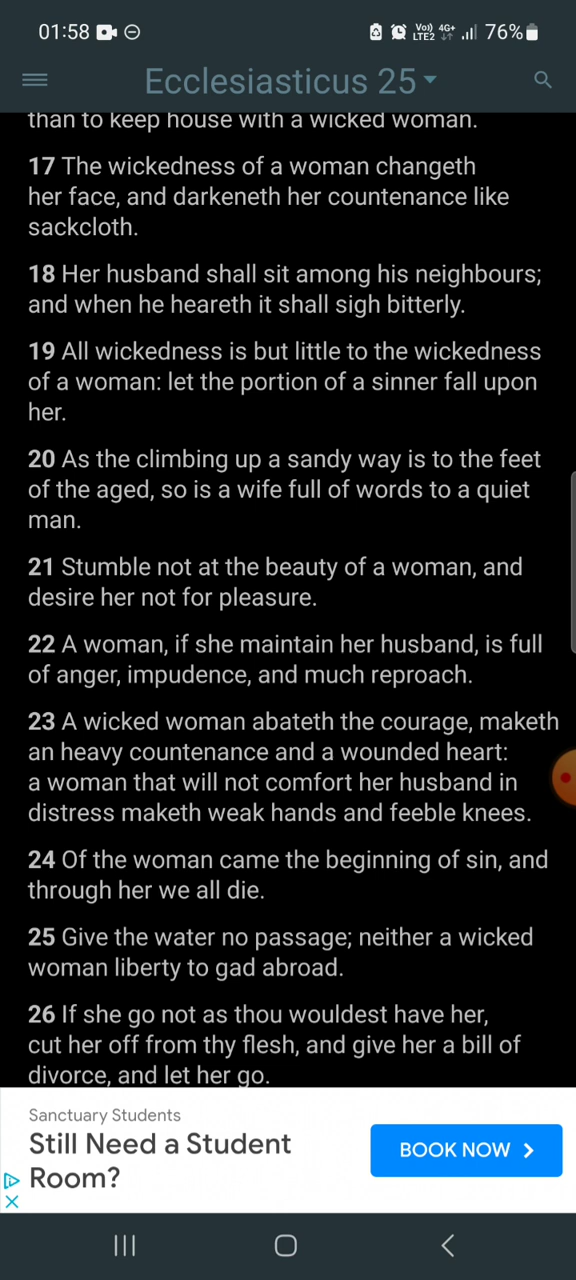 01:58
Vo))
LTE2
4G+
76%
Ecclesiasticus 25
than to keep house with a wicked woman.
17 The wickedness of a woman changeth
her face, and darkeneth her countenance like
sackcloth.
18 Her husband shall sit among his neighbours;
and when he heareth it shall sigh bitterly.
19 All wickedness is but little to the wickedness
of a woman: let the portion of a sinner fall upon
her.
20 As the climbing up a sandy way is to the feet
of the aged, so is a wife full of words to a quiet
man.
21 Stumble not at the beauty of a woman, and
desire her not for pleasure.
22 A woman, if she maintain her husband, is full
of anger, impudence, and much reproach.
23 A wicked woman abateth the courage, maketh
an heavy countenance and a wounded heart:
a woman that will not comfort her husband in
distress maketh weak hands and feeble knees.
24 Of the woman came the beginning of sin, and
through her we all die.
25 Give the water no passage; neither a wicked
woman liberty to gad abroad.
26 If she go not as thou wouldest have her,
cut her off from thy flesh, and give her a bill of
divorce, and let her go.
Sanctuary Students
Still Need a Student
Room?
BOOK NOW